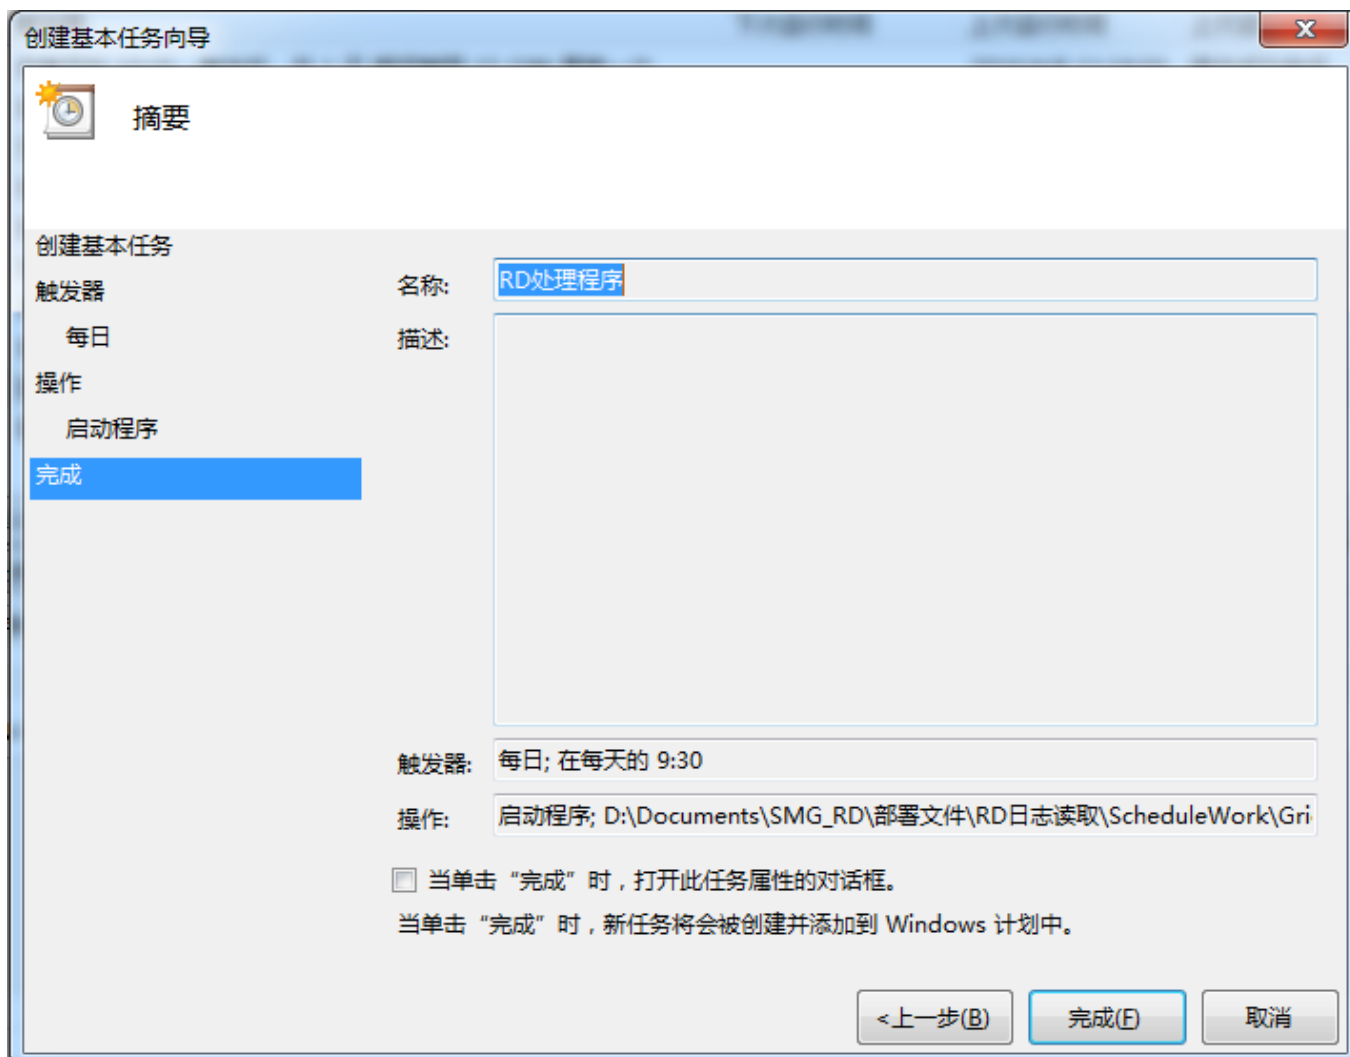 创建基本任务向导
摘要
创建基本任务
触发器
每日
操作
启动程序
完成
名称: RD处理程序
描述:
触发器: 每日; 在每天的 9:30
操作: 启动程序; D:\Documents\SMG_RD\部署文件\RD日志读取\ScheduleWork\Gri
当单击“完成”时，打开此任务属性的对话框。
当单击“完成”时，新任务将会被创建并添加到 Windows 计划中。
<上一步(B) 完成(F) 取消